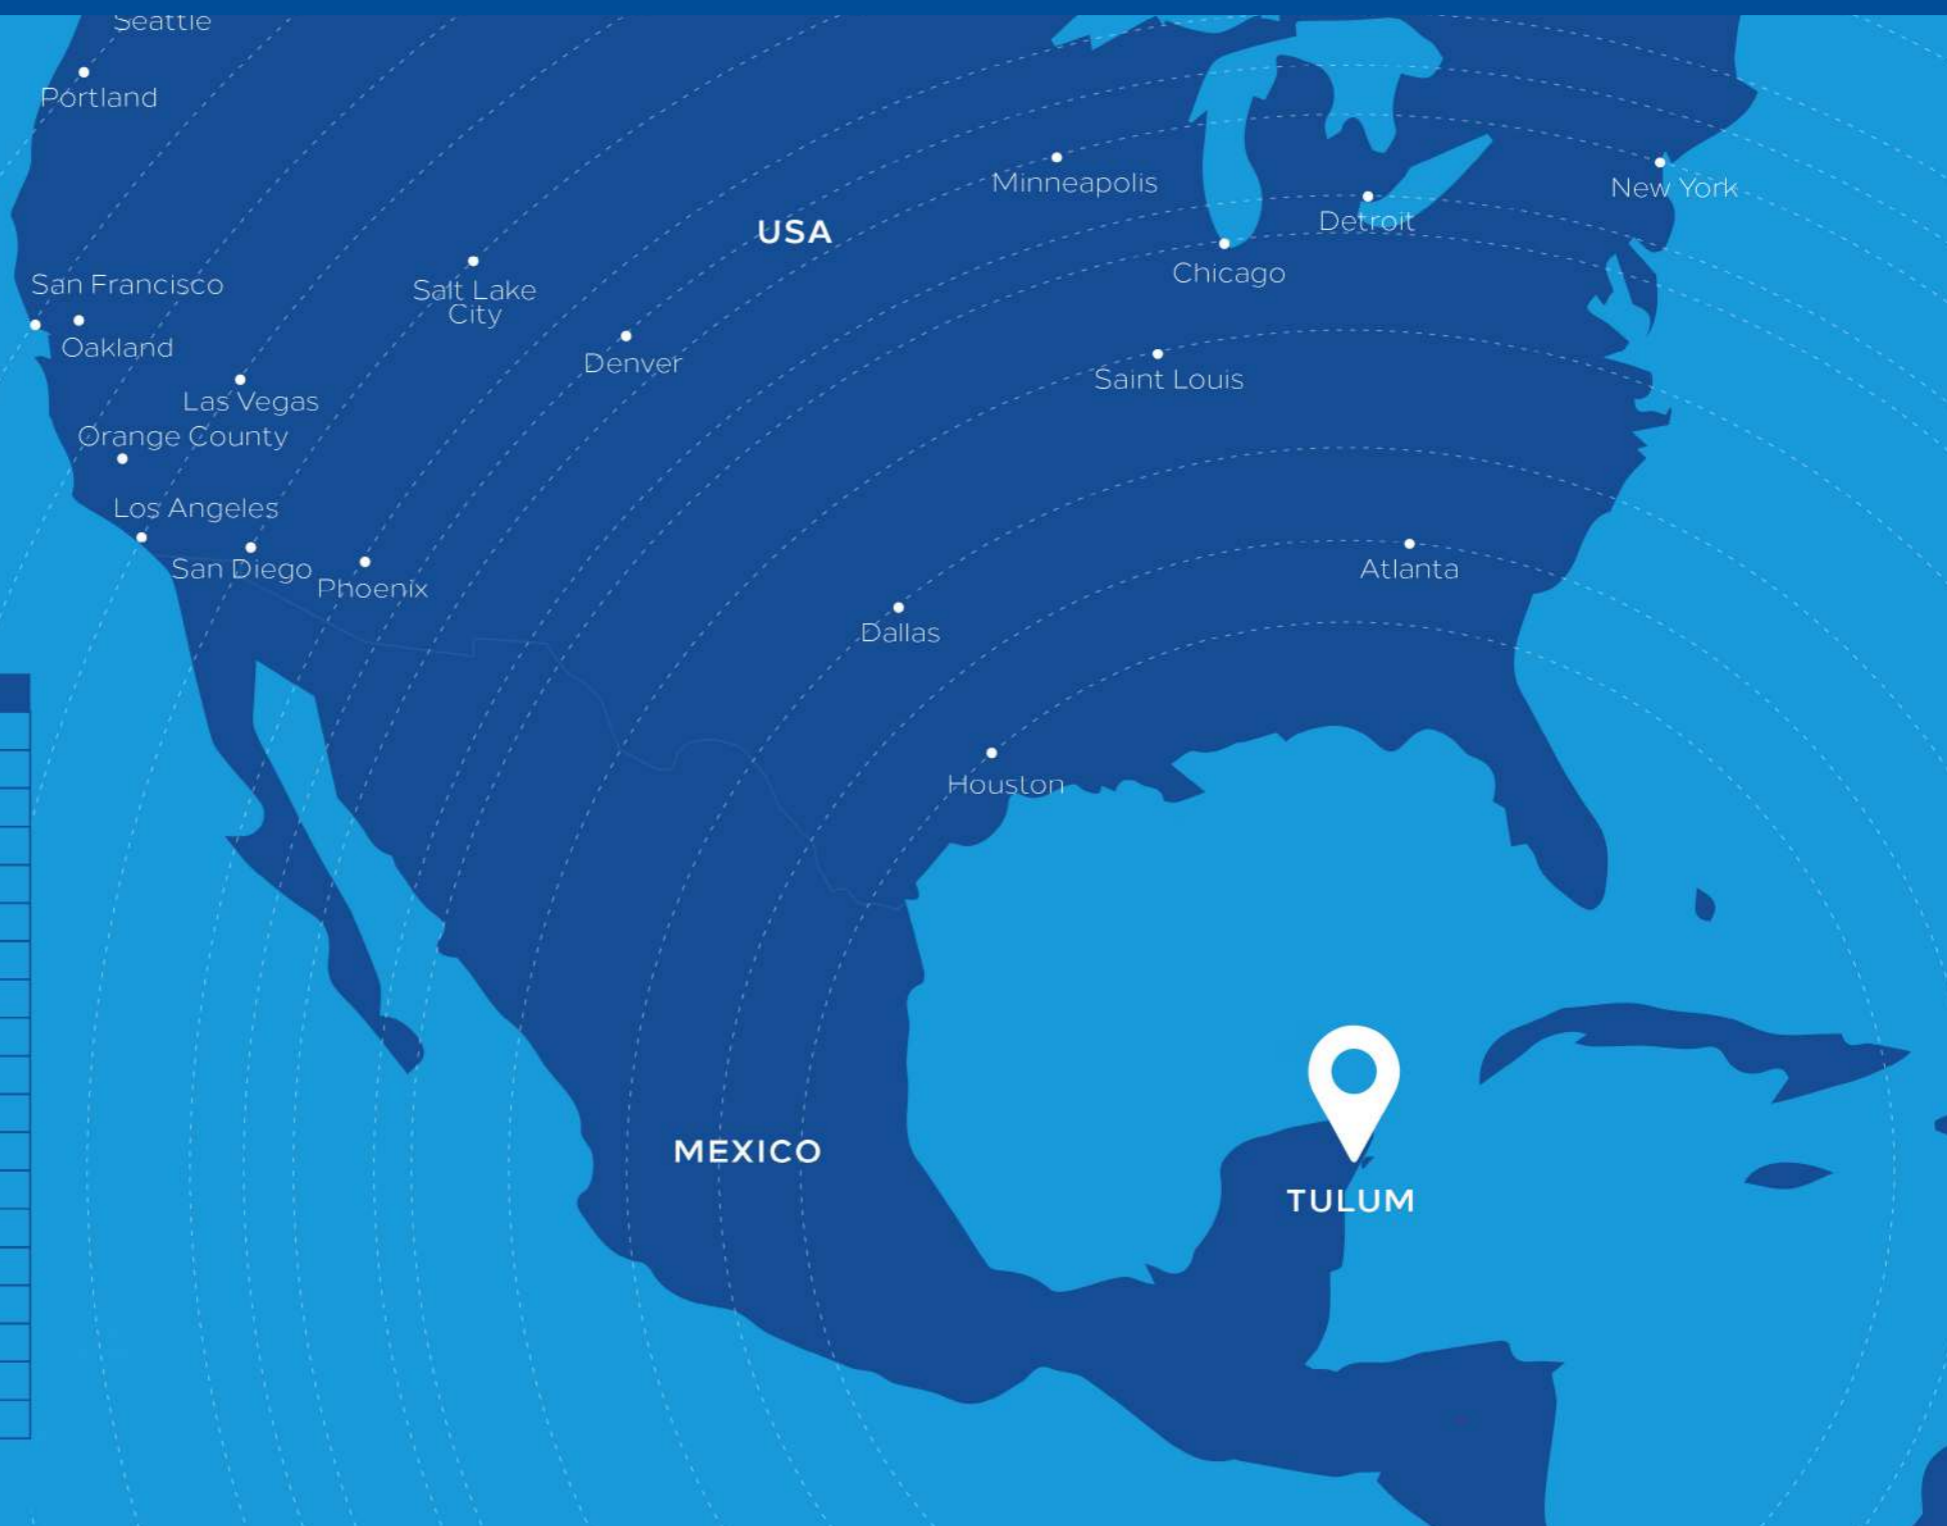 Seattle
Portland
Minneapolis
New York
Detroit
USA
Chicago
San Francisco
Salt Lake
City
Oakland
Denver
Saint Louis
Las Vegas
Orange County
Los Angeles
San Diego
Phoenix
Atlanta
Dallas
Houston
MEXICO
TULUM